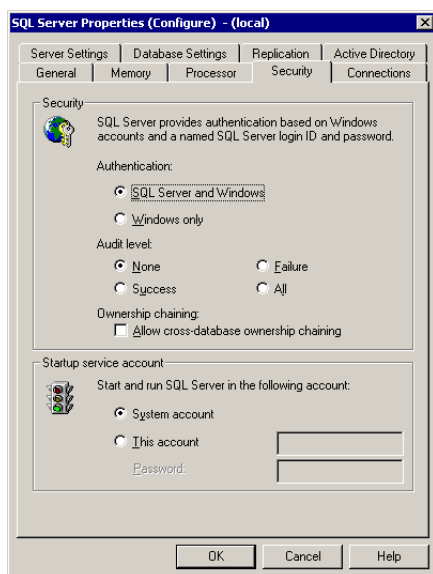 SQL Server Properties (Configure) - (local)
Server Settings Database Settings Replication Active Directory
General Memory Processor Security Connections
Security
SQL Server provides authentication based on Windows
accounts and a named SQL Server login ID and password.
Authentication:
SQL Server and Windows
Windows only
Audit level:
None Failure
Success All
Ownership chaining:
Allow cross-database ownership chaining
Startup service account
Start and run SQL Server in the following account:
System account
This account
Password:
OK Cancel Help